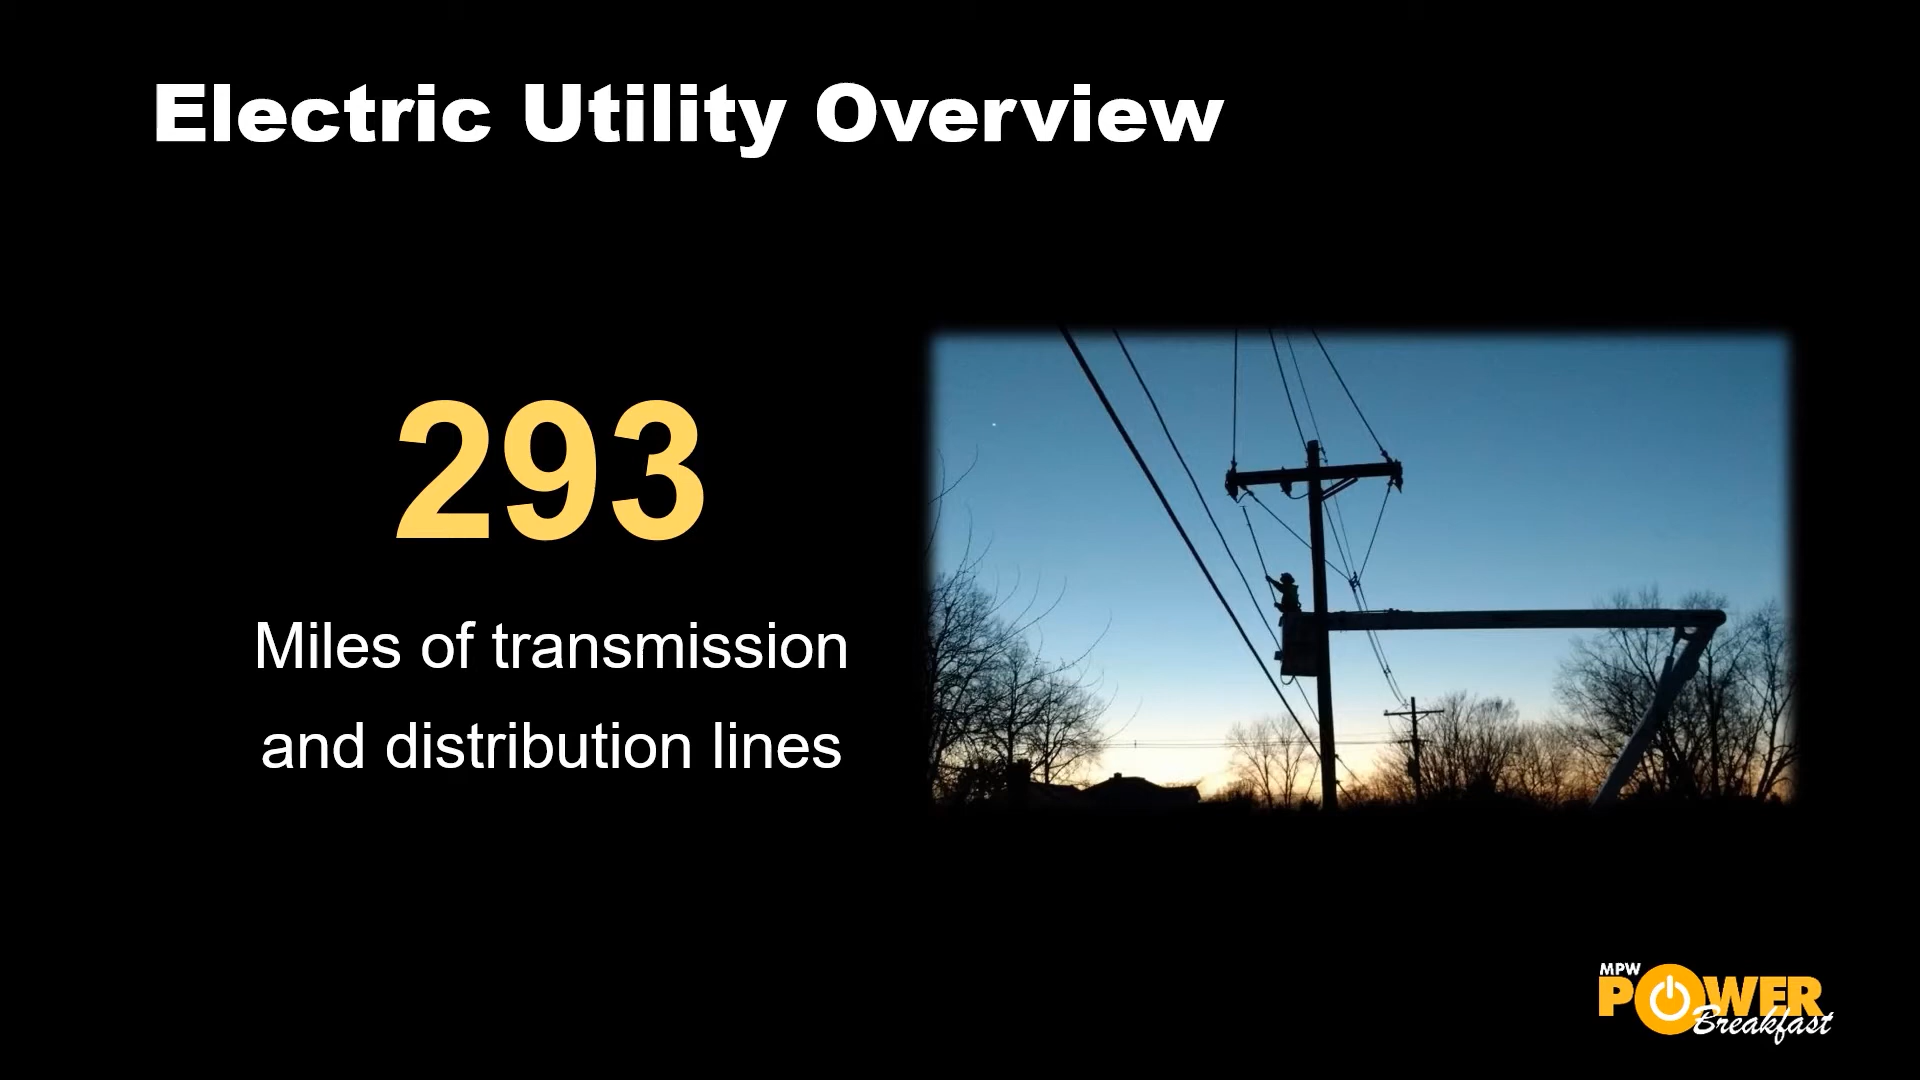 Electric Utility Overview
293
Miles of transmission
and distribution lines
MPW
POWER
Breakfast